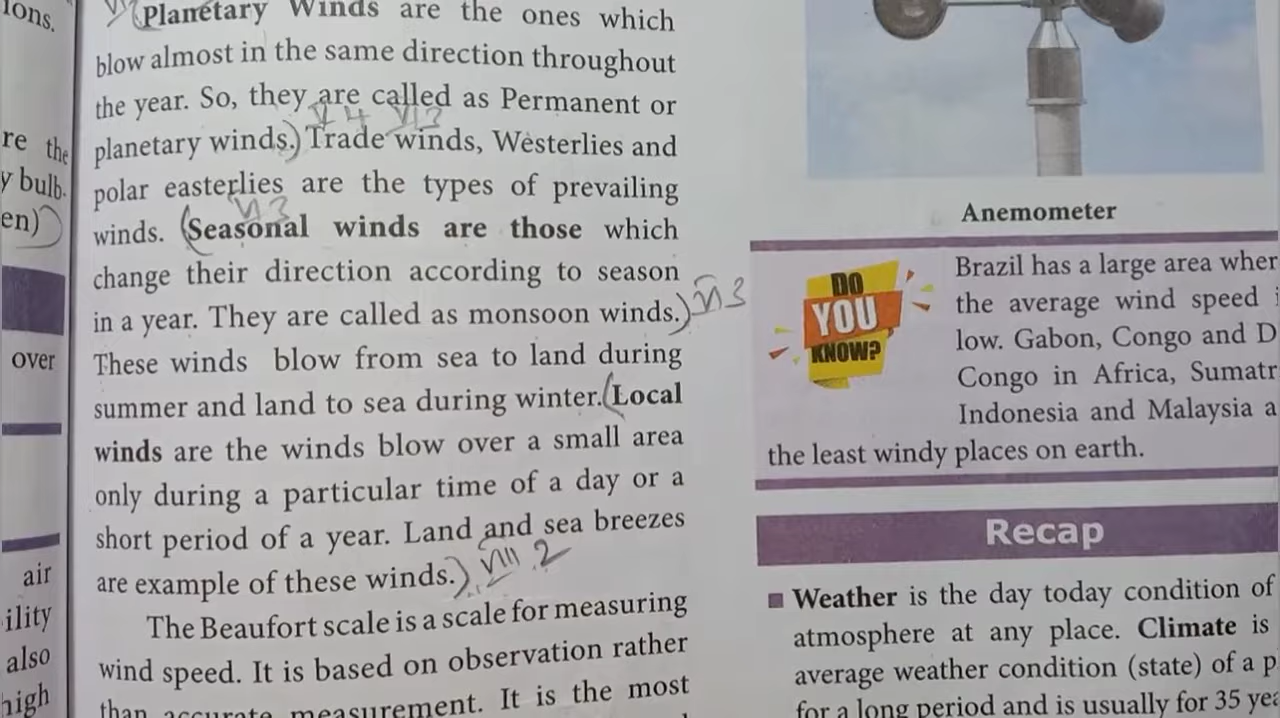 ions.
re the
y bulb.
en)
over
air
ility
also
high
Planetary Winds are the ones which
blow almost in the same direction throughout
the year. So, they are called as Permanent or
planetary winds.) Trade winds, Westerlies and
polar easterlies are the types of prevailing
winds. (Seasonal winds are those which
change their direction according to season
in a year. They are called as monsoon winds.)
These winds blow from sea to land during
summer and land to sea during winter.(Local
winds are the winds blow over a small area
only during a particular time of a day or a
short period of a year. Land and sea breezes
are example of these winds.) VIII 2
The Beaufort scale is a scale for measuring
wind speed. It is based on observation rather
than accurate measurement. It is the most
Anemometer
DO
YOU
KNOW?
Brazil has a large area wher
the average wind speed i
low. Gabon, Congo and D
Congo in Africa, Sumatr
Indonesia and Malaysia a
the least windy places on earth.
Recap
Weather is the day today condition of
atmosphere at any place. Climate is
average weather condition (state) of a p
for a long period and is usually for 35 yea